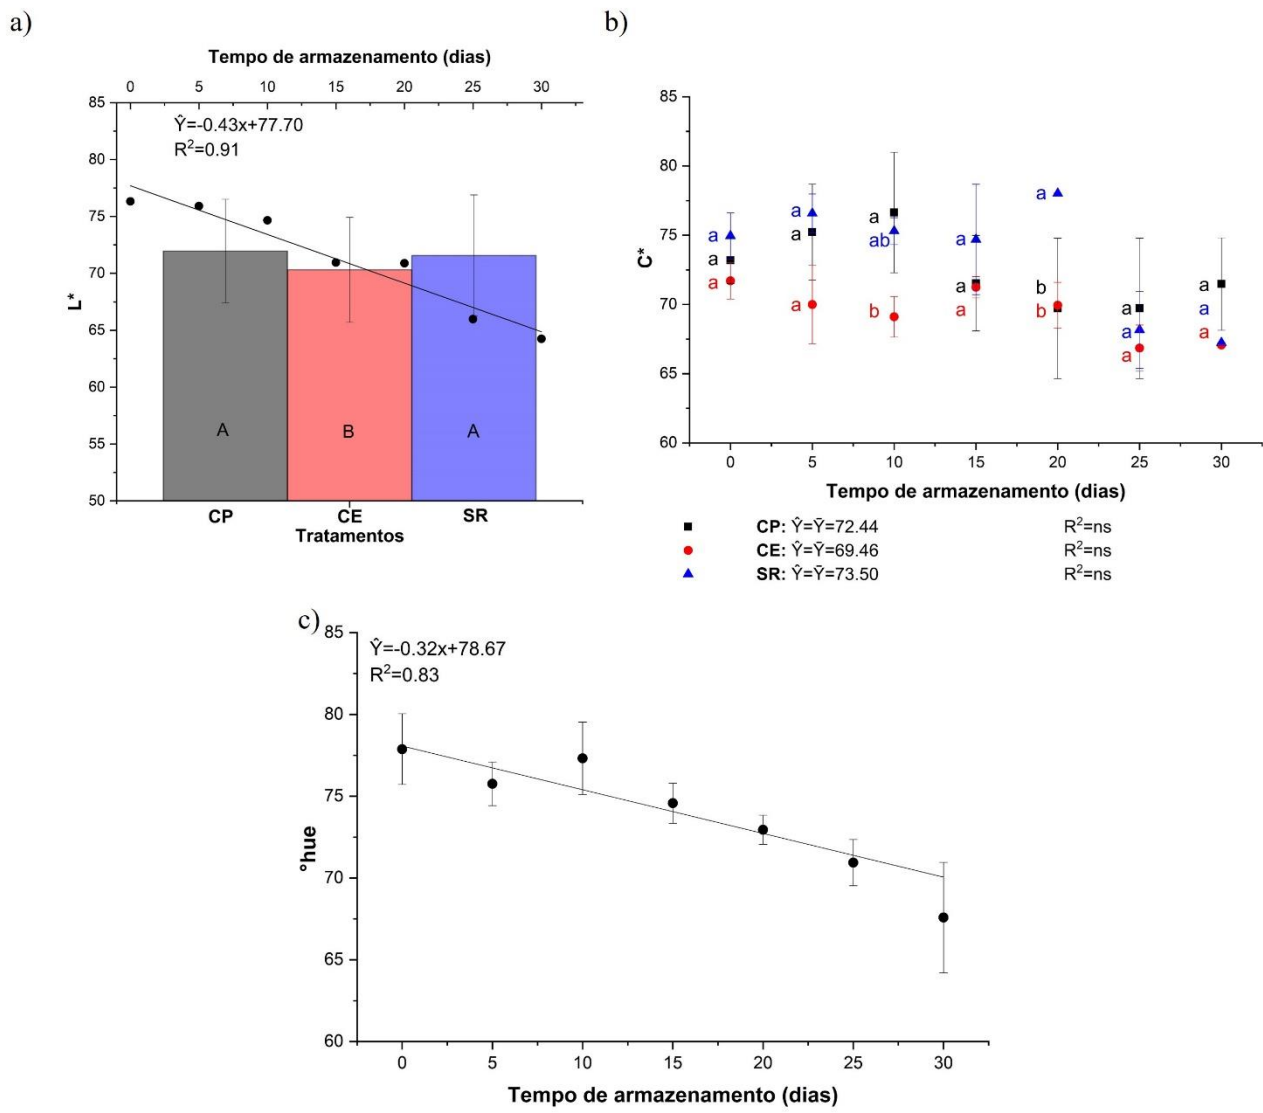 a)
Tempo de armazenamento (dias)
0 5 10 15 20 25 30
Ŷ=-0.43x+77.70
R²=0.91
L*
85
80
75
70
65
60
55
50
A B A
CP CE SR
Tratamentos
b)
C*
85
80
75
70
65
60
a a a
a a
a
a
ab
b
a
a
a
a
b
b
a
a
a
a
a
a
0 5 10 15 20 25 30
Tempo de armazenamento (dias)
CP: Ŷ=Ȳ=72.44 R²=ns
CE: Ŷ=Ȳ=69.46 R²=ns
SR: Ŷ=Ȳ=73.50 R²=ns
c)
Ŷ=-0.32x+78.67
R²=0.83
°hue
85
80
75
70
65
60
0 5 10 15 20 25 30
Tempo de armazenamento (dias)